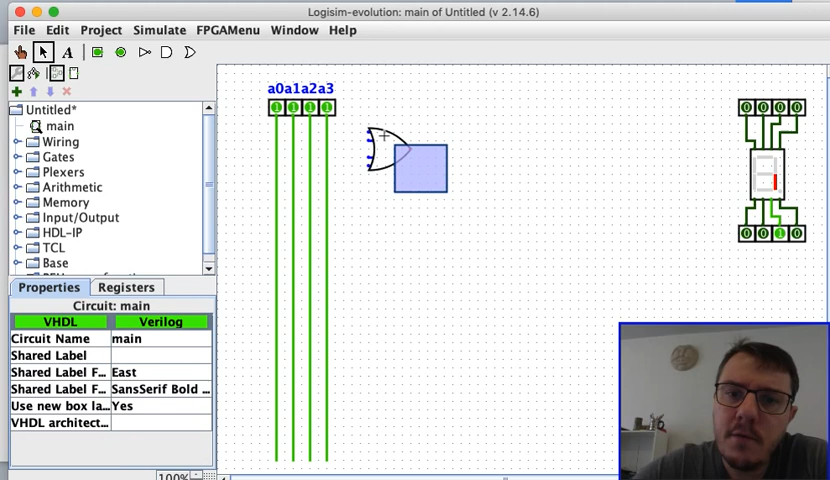 Logisim-evolution: main of Untitled (v 2.14.6)
File Edit Project Simulate FPGAMenu Window Help
A
a0a1a2a3
1 1 1 1
0 0 0 0
0 0 1 0
Untitled*
main
Wiring
Gates
Plexers
Arithmetic
Memory
Input/Output
HDL-IP
TCL
Base
Properties Registers
Circuit: main
VHDL Verilog
Circuit Name main
Shared Label
Shared Label F... East
Shared Label F... SansSerif Bold ...
Use new box la... Yes
VHDL architect...
100%